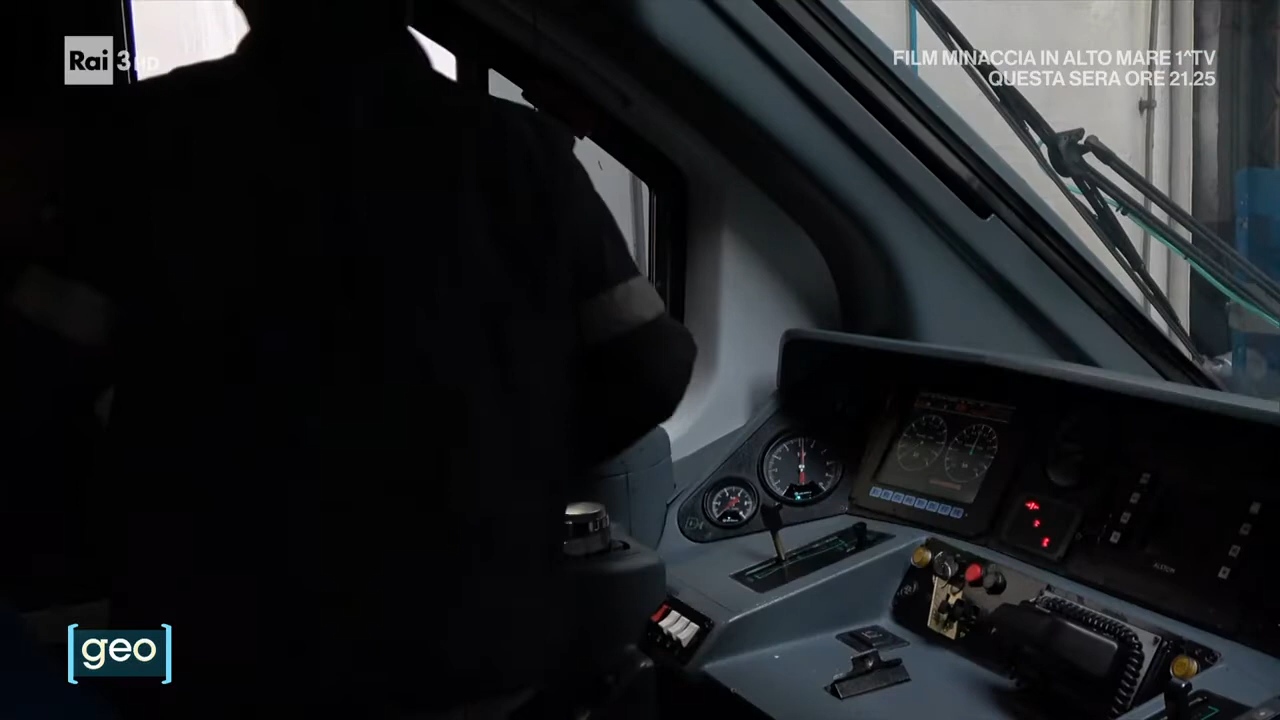 Rai 3 HD
FILM MINACCIA IN ALTO MARE 1^TV
QUESTA SERA ORE 21.25
[geo]